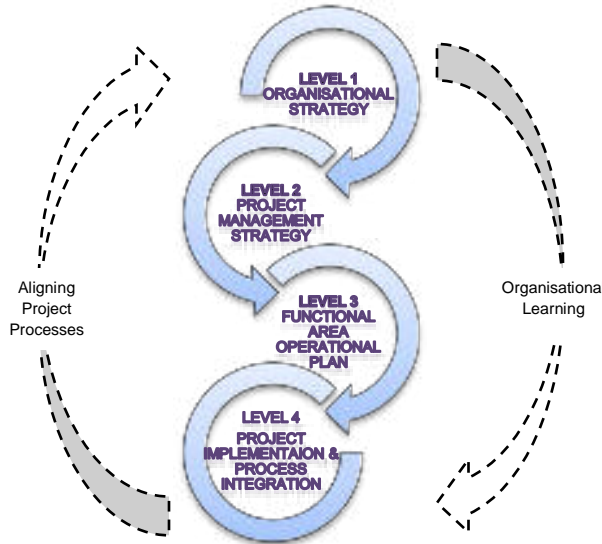 LEVEL 1
ORGANISATIONAL
STRATEGY
LEVEL 2
PROJECT
MANAGEMENT
STRATEGY
Aligning
Project
Processes
Organisationa
Learning
LEVEL 3
FUNCTIONAL
AREA
OPERATIONAL
PLAN
LEVEL 4
PROJECT
IMPLEMENTAION &
PROCESS
INTEGRATION